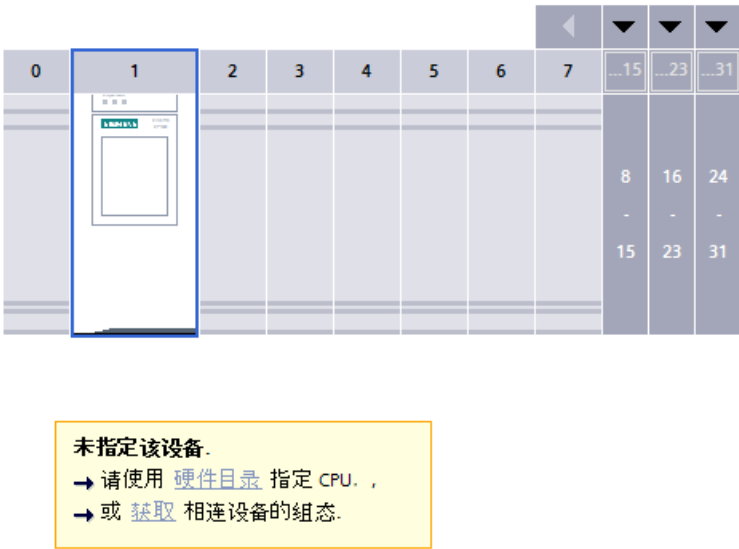 0 1 2 3 4 5 6 7 ...15 ...23 ...31
SIEMENS
8 16 24
- - -
15 23 31
未指定该设备.
→ 请使用 硬件目录 指定 CPU. ,
→ 或 获取 相连设备的组态.